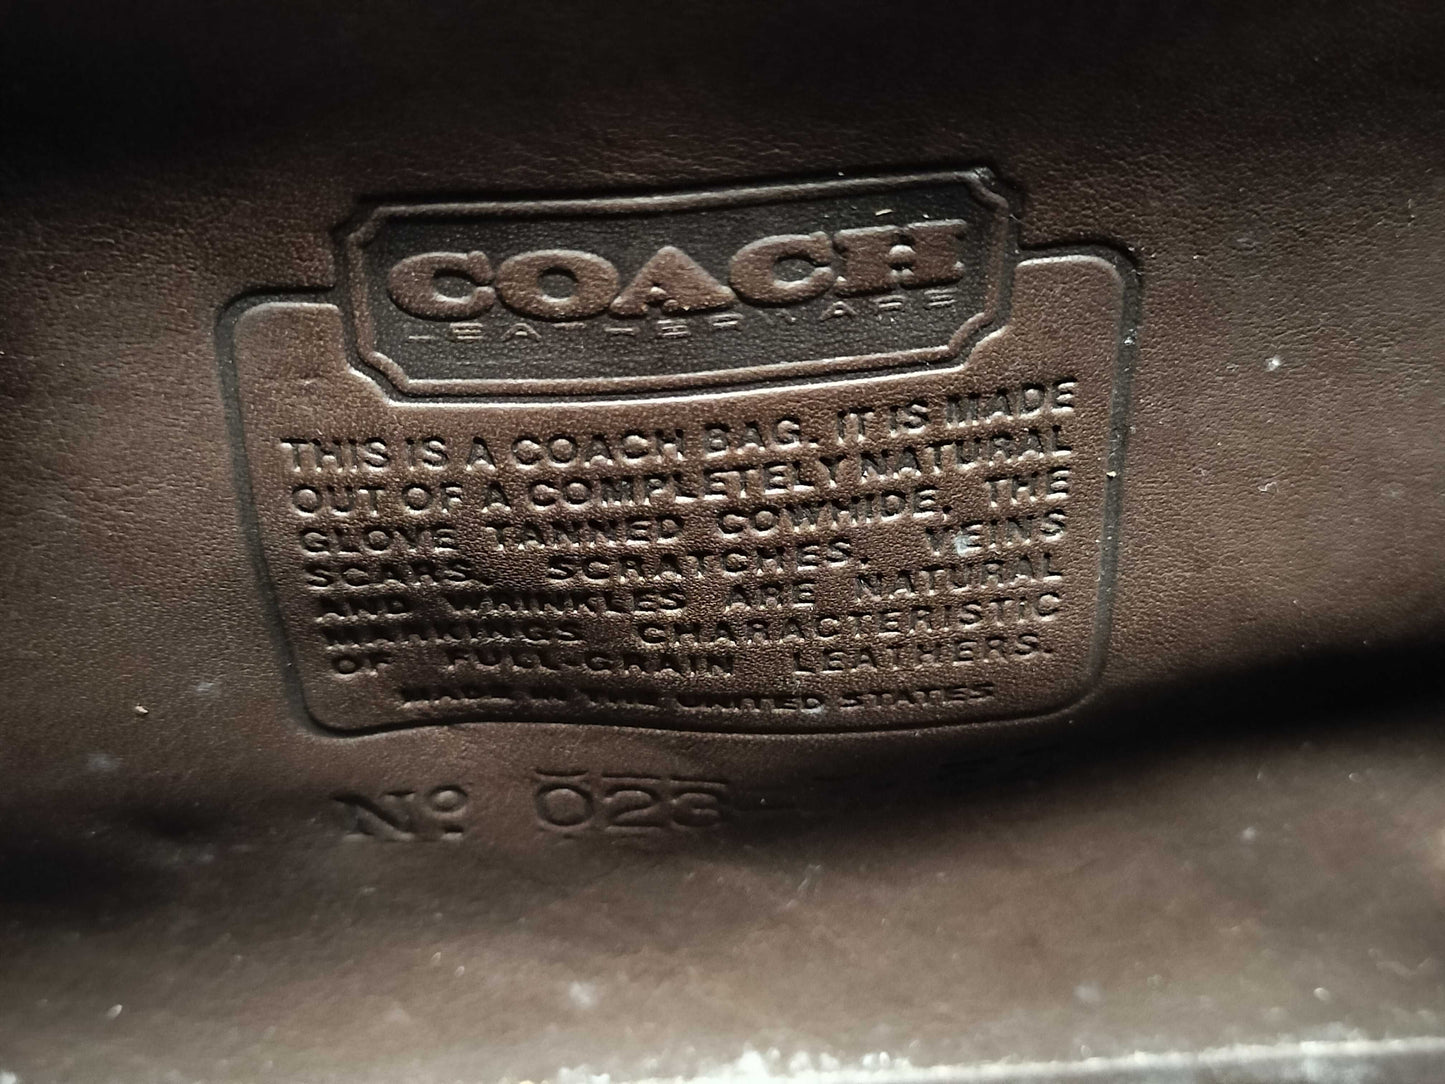 COACH
LEATHERWARE
THIS IS A COACH BAG. IT IS MADE
OUT OF A COMPLETELY NATURAL
GLOVE TANNED COWHIDE. THE
SCARS, SCRATCHES, VEINS
AND WRINKLES ARE NATURAL
MARKINGS CHARACTERISTIC
OF FULL-GRAIN LEATHERS.
MADE IN THE UNITED STATES
Nº 023-